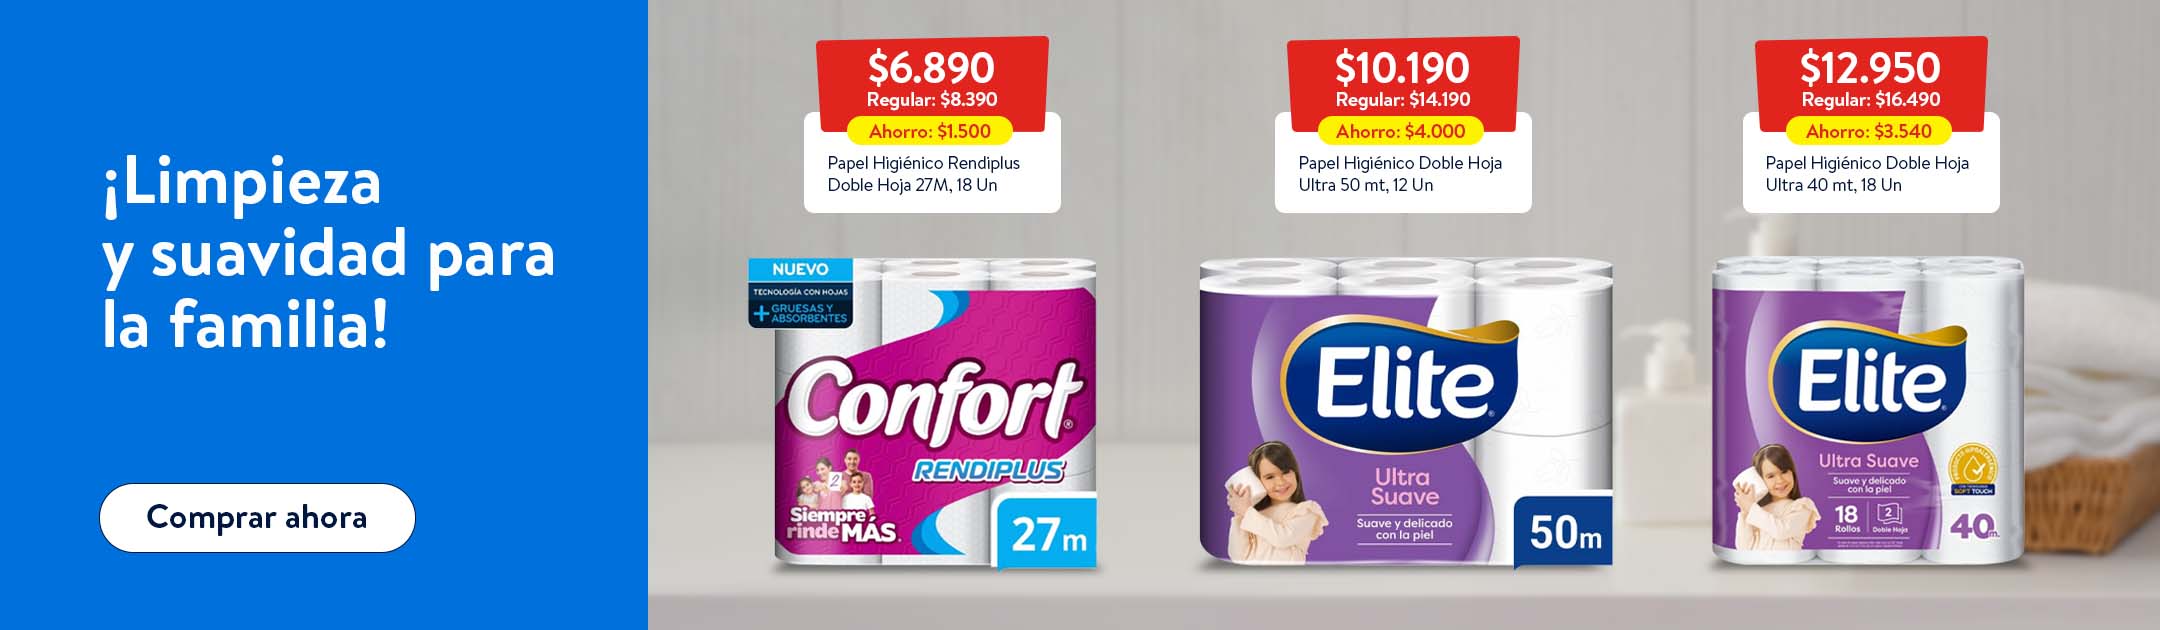 ¡Limpieza
y suavidad para
la familia!
Comprar ahora
$6.890
Regular: $8.390
Ahorro: $1.500
Papel Higiénico Rendiplus
Doble Hoja 27M, 18 Un
NUEVO
TECNOLOGÍA CON HOJAS
+ GRUESAS Y
ABSORBENTES
Confort®
RENDIPLUS
2
Siempre
rinde MÁS.
27m
$10.190
Regular: $14.190
Ahorro: $4.000
Papel Higiénico Doble Hoja
Ultra 50 mt, 12 Un
Elite®
Ultra
Suave
Suave y delicado
con la piel
50m
$12.950
Regular: $16.490
Ahorro: $3.540
Papel Higiénico Doble Hoja
Ultra 40 mt, 18 Un
Elite
Ultra Suave
Suave y delicado
con la piel
18
Rollos
2
Doble Hoja
SOFT TOUCH
40m.